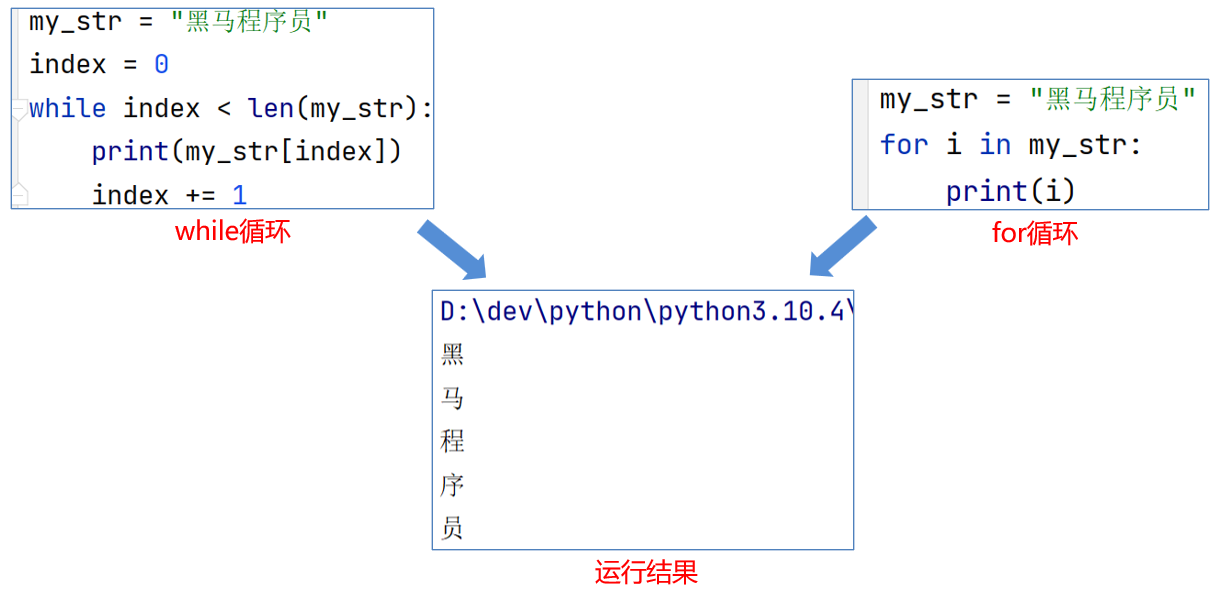 my_str = "黑马程序员"
index = 0
while index < len(my_str):
    print(my_str[index])
    index += 1
while循环
my_str = "黑马程序员"
for i in my_str:
    print(i)
for循环
D:\dev\python\python3.10.4\
黑
马
程
序
员
运行结果